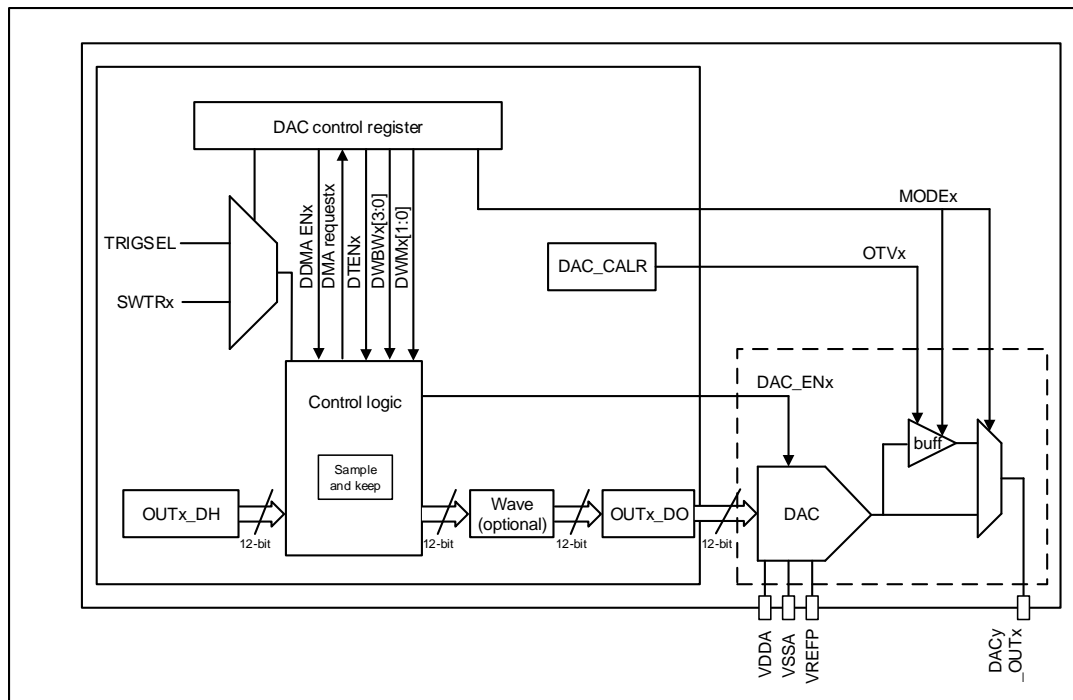 DAC control register
MODEx
TRIGSEL
SWTRx
DDMA ENx
DMA requestx
DTENx
DWBWx[3:0]
DWMx[1:0]
DAC_CALR
OTVx
Control logic
DAC_ENx
buff
Sample
and keep
OUTx_DH
12-bit
12-bit
Wave
(optional)
12-bit
OUTx_DO
12-bit
DAC
VDDA
VSSA
VREFP
DACy
_OUTx